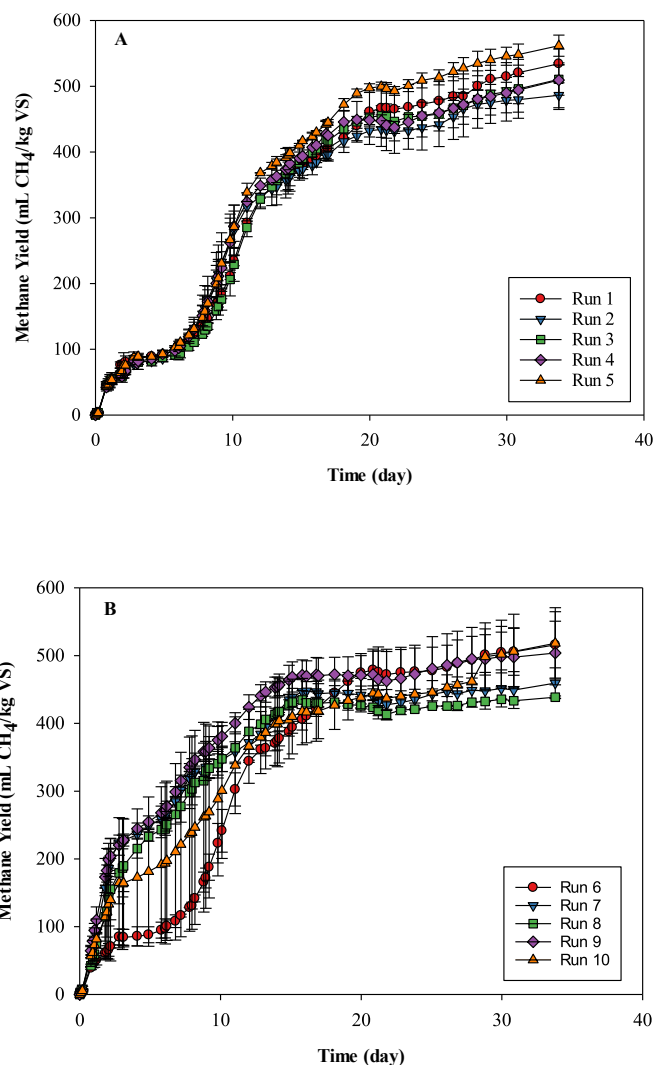 A
600
500
400
300
200
100
0
Methane Yield (mL CH4/kg VS)
Run 1
Run 2
Run 3
Run 4
Run 5
0
10
20
30
40
Time (day)
B
600
500
400
300
200
100
0
Methane Yield (mL CH4/kg VS)
Run 6
Run 7
Run 8
Run 9
Run 10
0
10
20
30
40
Time (day)